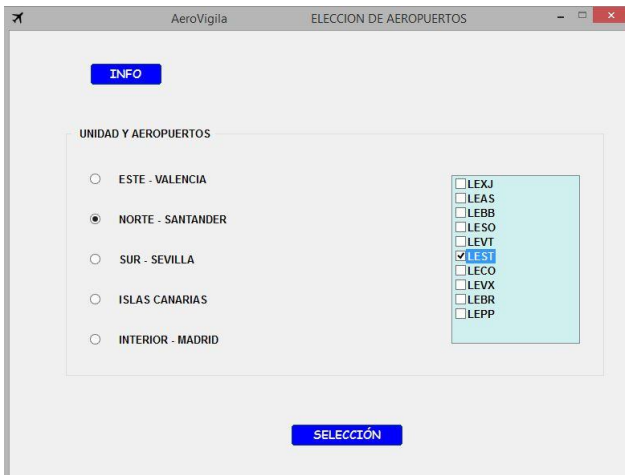 AeroVigila ELECCION DE AEROPUERTOS
INFO
UNIDAD Y AEROPUERTOS
ESTE - VALENCIA
NORTE - SANTANDER
SUR - SEVILLA
ISLAS CANARIAS
INTERIOR - MADRID
LEXJ
LEAS
LEBB
LESO
LEVT
LEST
LECO
LEVX
LEBR
LEPP
SELECCIÓN